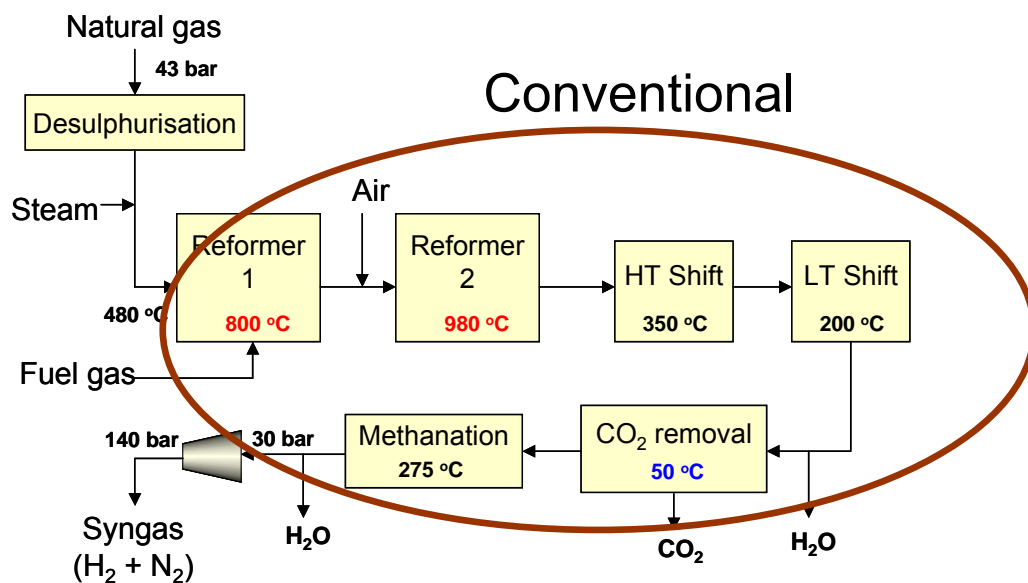 Natural gas
43 bar
Conventional
Desulphurisation
Steam
Air
Reformer
1
800 °C
Reformer
2
980 °C
HT Shift
350 °C
LT Shift
200 °C
480 °C
Fuel gas
140 bar
30 bar
Methanation
275 °C
CO₂ removal
50 °C
Syngas
(H₂ + N₂)
H₂O
CO₂
H₂O